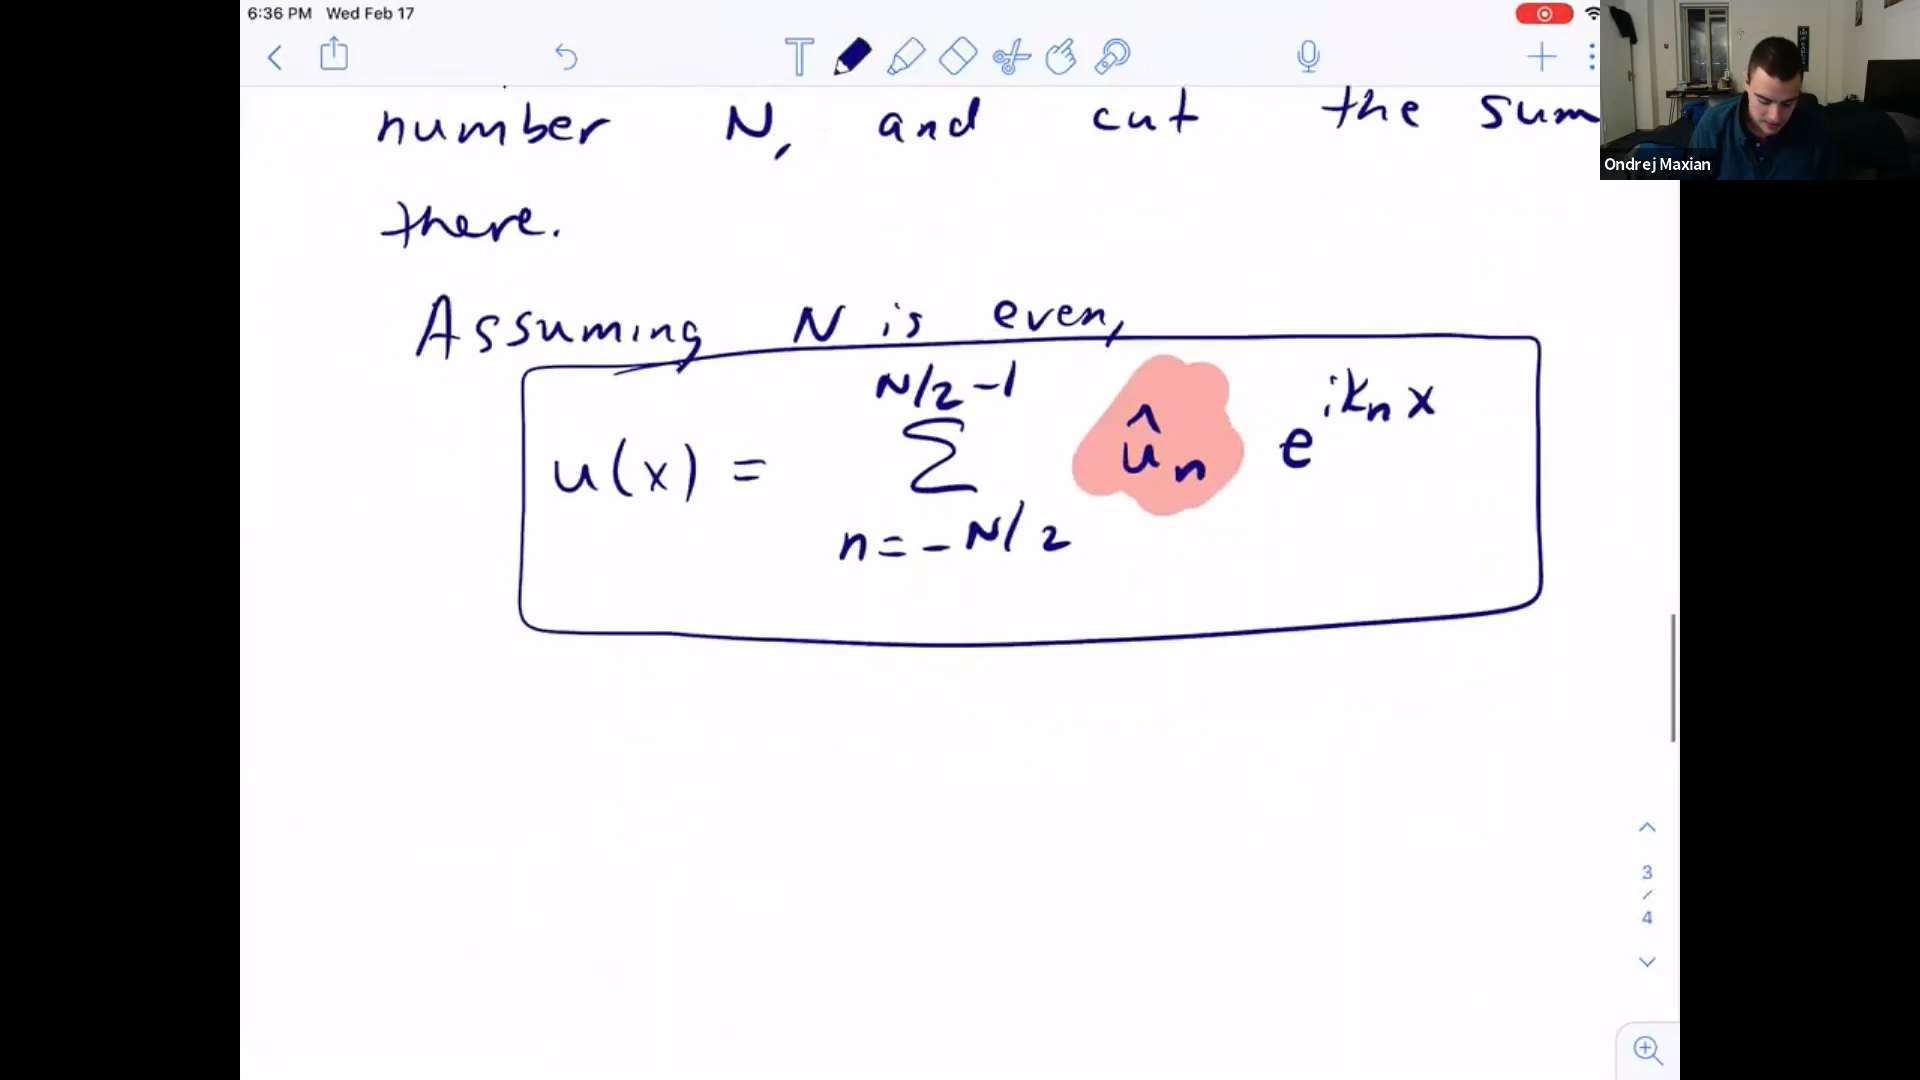 6:36 PM Wed Feb 17
T
Ondrej Maxian
number N, and cut the sum
there.
Assuming N is even,
N/2 -1
u(x) = Σ û_n e^{ik_n x}
n = - N/2
3
/
4